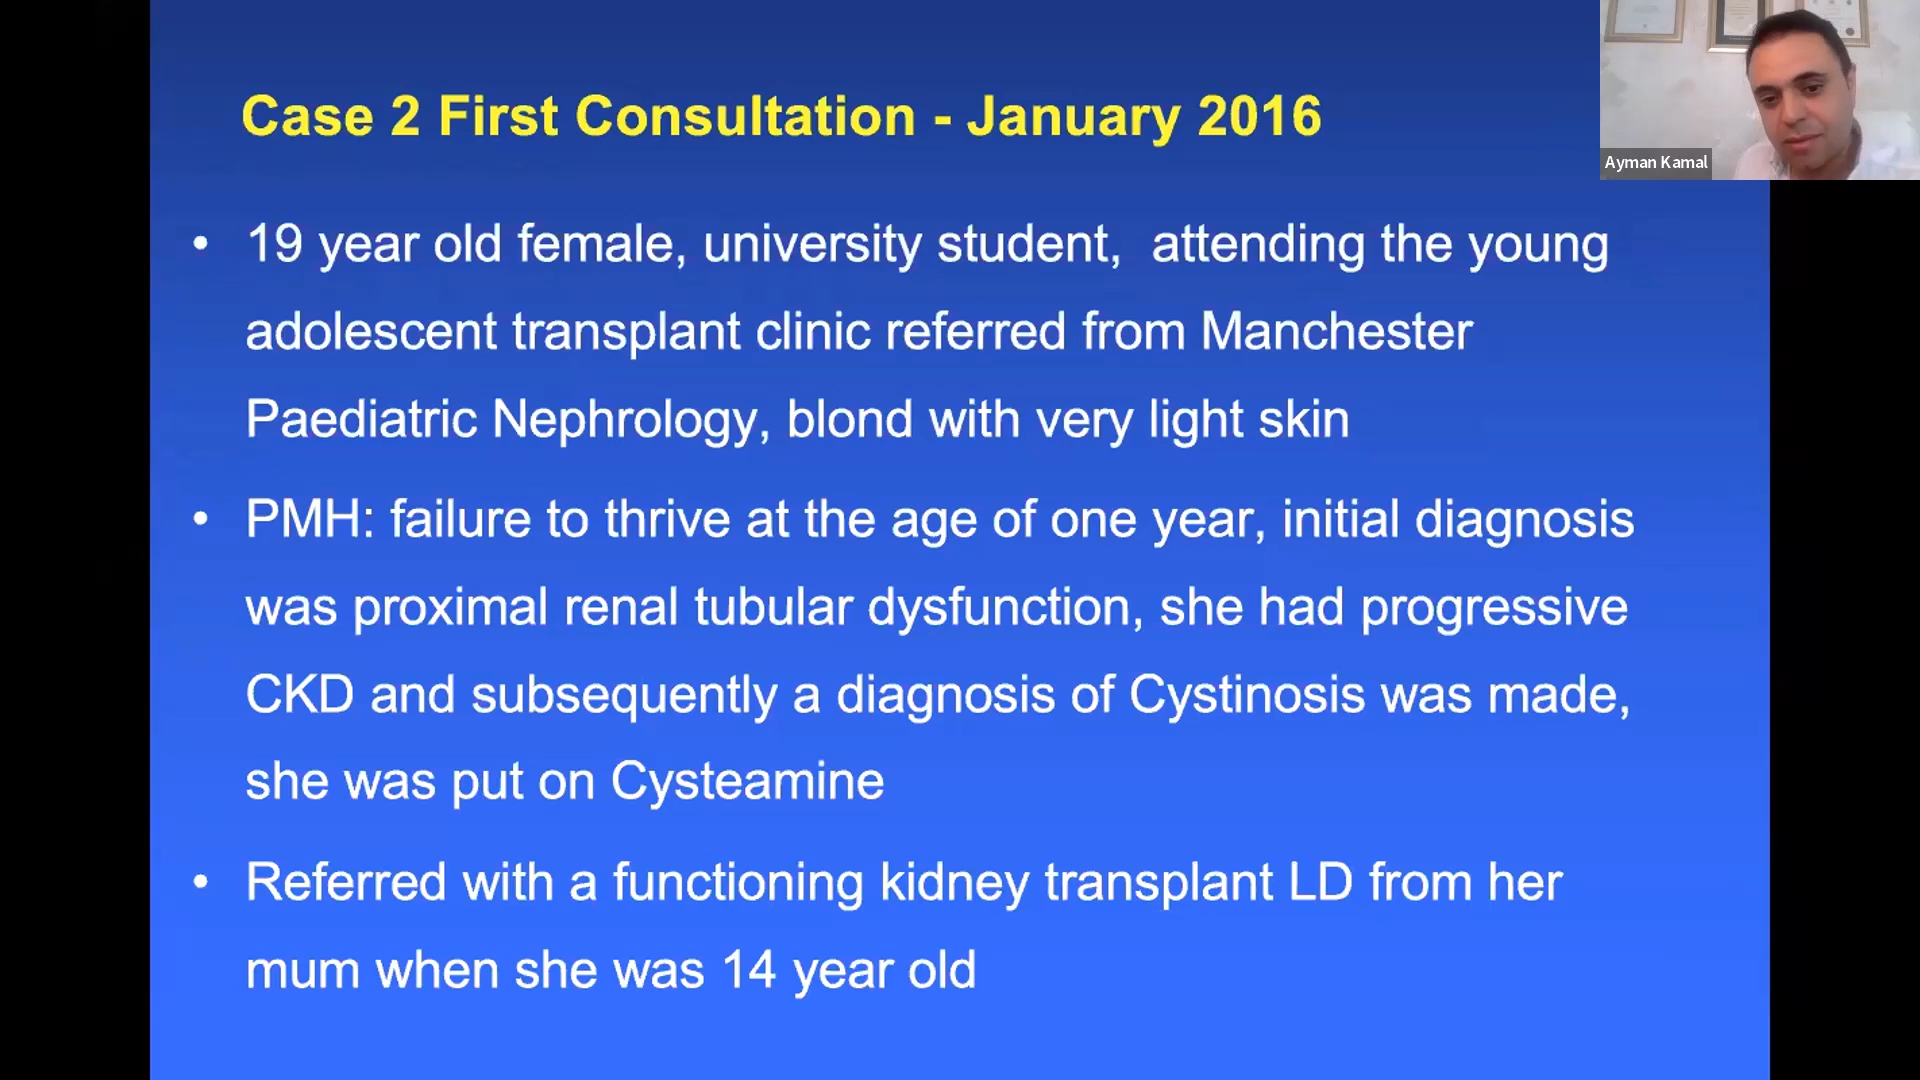 Case 2 First Consultation - January 2016
Ayman Kamal
• 19 year old female, university student,  attending the young
adolescent transplant clinic referred from Manchester
Paediatric Nephrology, blond with very light skin
• PMH: failure to thrive at the age of one year, initial diagnosis
was proximal renal tubular dysfunction, she had progressive
CKD and subsequently a diagnosis of Cystinosis was made,
she was put on Cysteamine
• Referred with a functioning kidney transplant LD from her
mum when she was 14 year old